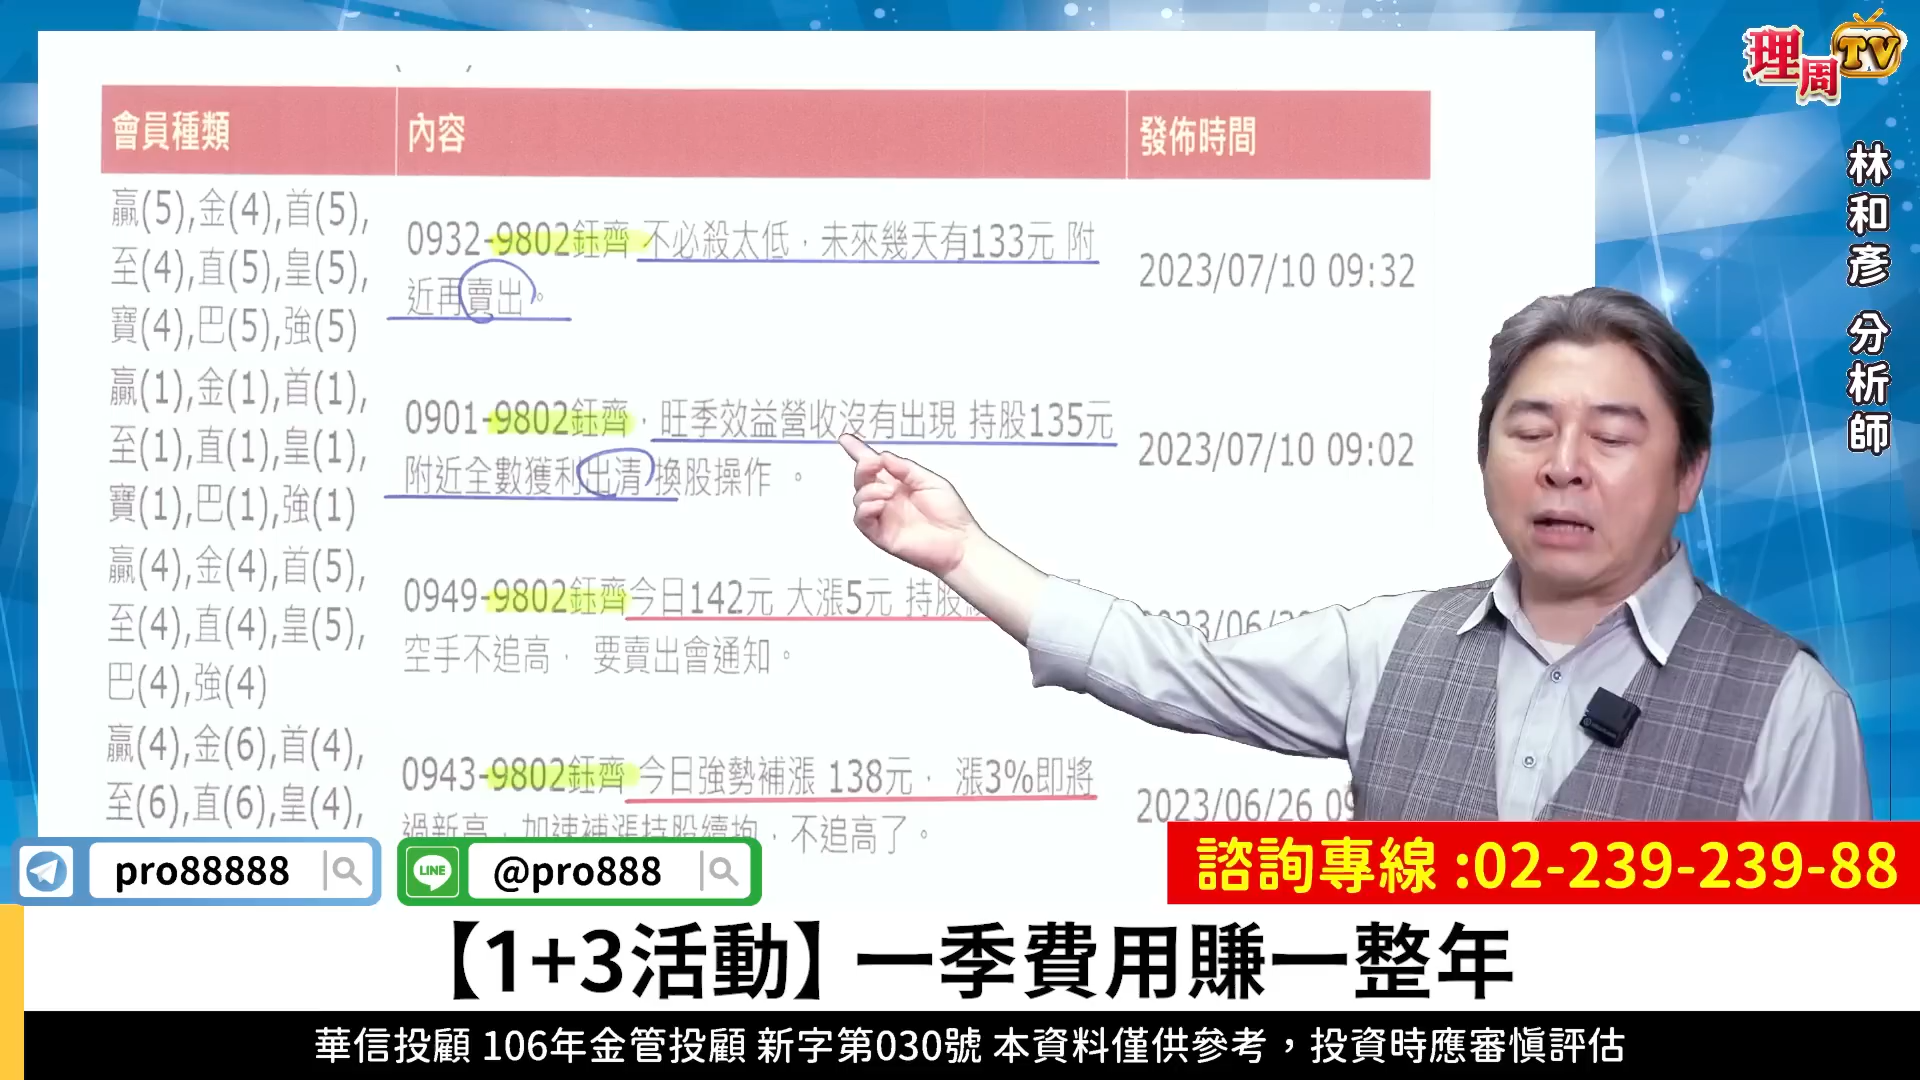 理周TV
林和彥 分析師
會員種類 內容 發佈時間
贏(5),金(4),首(5),
至(4),直(5),皇(5),
寶(4),巴(5),強(5)
0932-9802鈺齊 不必殺太低,未來幾天有133元 附
近再賣出。
2023/07/10 09:32
贏(1),金(1),首(1),
至(1),直(1),皇(1),
寶(1),巴(1),強(1)
0901-9802鈺齊,旺季效益營收沒有出現 持股135元
附近全數獲利出清 換股操作 。
2023/07/10 09:02
贏(4),金(4),首(5),
至(4),直(4),皇(5),
巴(4),強(4)
0949-9802鈺齊今日142元 大漲5元 持股
空手不追高, 要賣出會通知。
贏(4),金(6),首(4),
至(6),直(6),皇(4),
0943-9802鈺齊 今日強勢補漲 138元, 漲3%即將
過新高,加速補漲持股續抱,不追高了。
2023/06/26 09
pro88888
LINE @pro888
諮詢專線 :02-239-239-88
【1+3活動】一季費用賺一整年
華信投顧 106年金管投顧 新字第030號 本資料僅供參考,投資時應審慎評估